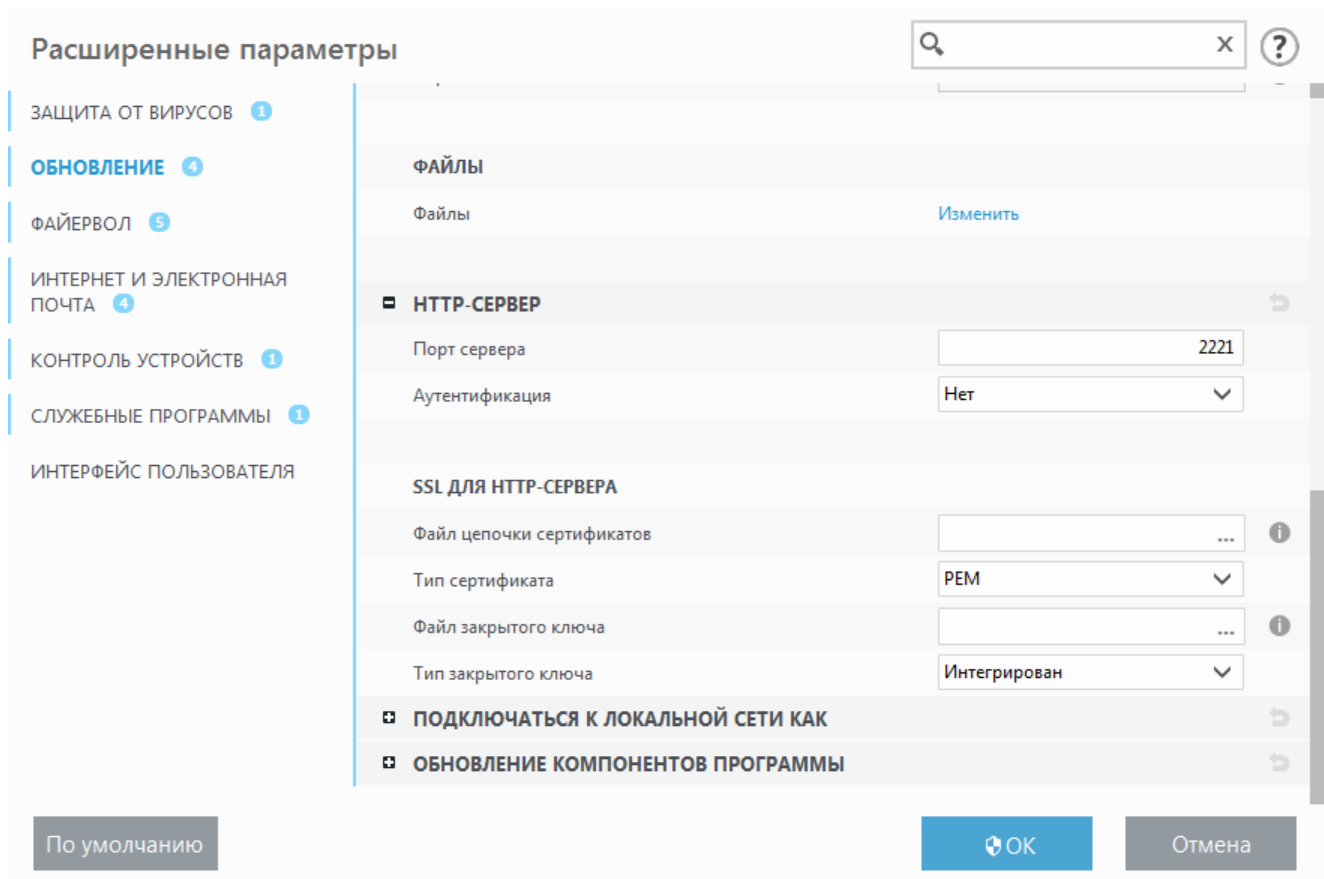 Расширенные параметры
x
?
ЗАЩИТА ОТ ВИРУСОВ 1
ОБНОВЛЕНИЕ 4
ФАЙЕРВОЛ 5
ИНТЕРНЕТ И ЭЛЕКТРОННАЯ
ПОЧТА 4
КОНТРОЛЬ УСТРОЙСТВ 1
СЛУЖЕБНЫЕ ПРОГРАММЫ 1
ИНТЕРФЕЙС ПОЛЬЗОВАТЕЛЯ
ФАЙЛЫ
Файлы Изменить
HTTP-СЕРВЕР
Порт сервера 2221
Аутентификация Нет
SSL ДЛЯ HTTP-СЕРВЕРА
Файл цепочки сертификатов ...
Тип сертификата PEM
Файл закрытого ключа ...
Тип закрытого ключа Интегрирован
ПОДКЛЮЧАТЬСЯ К ЛОКАЛЬНОЙ СЕТИ КАК
ОБНОВЛЕНИЕ КОМПОНЕНТОВ ПРОГРАММЫ
По умолчанию
OK
Отмена